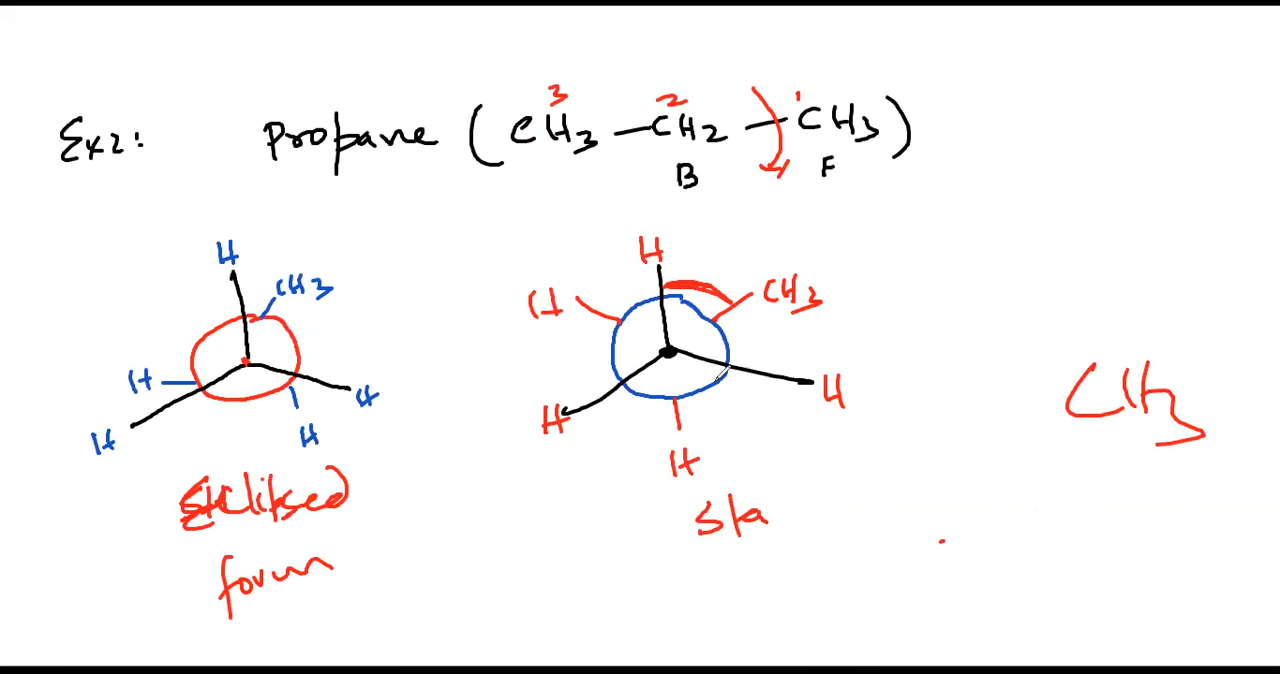 Ex2: Propane (CH3 — CH2 — CH3)
3 2 1
B F
H
CH3
H
H
H
H
Eclipsed
form
H
H
CH3
H
H
H
Sta
CH3